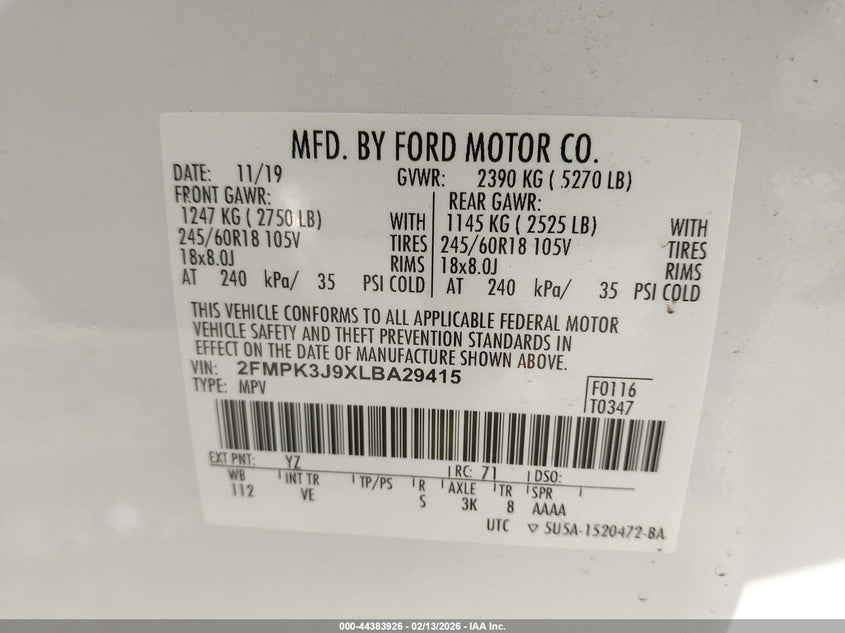 MFD. BY FORD MOTOR CO.
DATE: 11/19 GVWR: 2390 KG ( 5270 LB)
FRONT GAWR: REAR GAWR:
1247 KG ( 2750 LB) WITH 1145 KG ( 2525 LB) WITH
245/60R18 105V TIRES 245/60R18 105V TIRES
18x8.0J RIMS 18x8.0J RIMS
AT 240 kPa/ 35 PSI COLD AT 240 kPa/ 35 PSI COLD
THIS VEHICLE CONFORMS TO ALL APPLICABLE FEDERAL MOTOR
VEHICLE SAFETY AND THEFT PREVENTION STANDARDS IN
EFFECT ON THE DATE OF MANUFACTURE SHOWN ABOVE.
VIN: 2FMPK3J9XLBA29415
TYPE: MPV F0116
T0347
EXT PNT: YZ RC: 71 DSO:
WB INT TR TP/PS R AXLE TR SPR
112 VE S 3K 8 AAAA
UTC ▽ 5U5A-1520472-BA
000-44383926 - 02/13/2026 - IAA Inc.